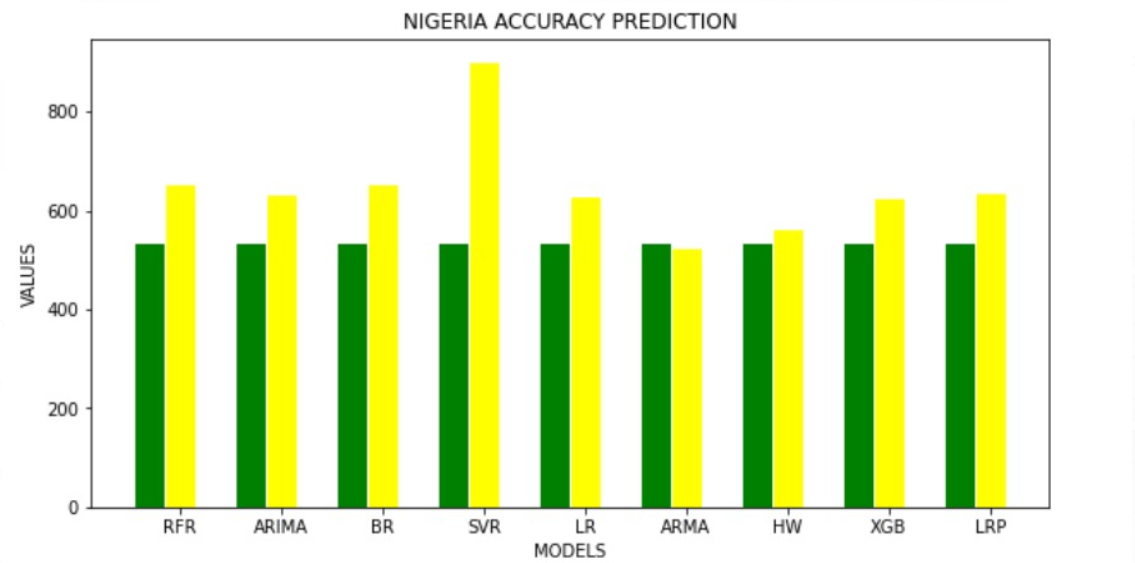 NIGERIA ACCURACY PREDICTION
800
600
400
200
0
VALUES
RFR ARIMA BR SVR LR ARMA HW XGB LRP
MODELS